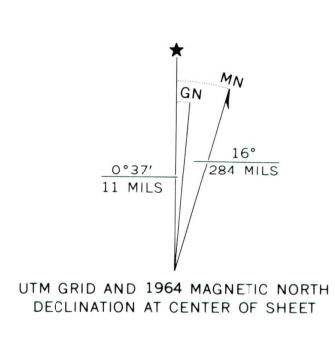 ★
MN
GN
0°37'
11 MILS
16°
284 MILS
UTM GRID AND 1964 MAGNETIC NORTH
DECLINATION AT CENTER OF SHEET